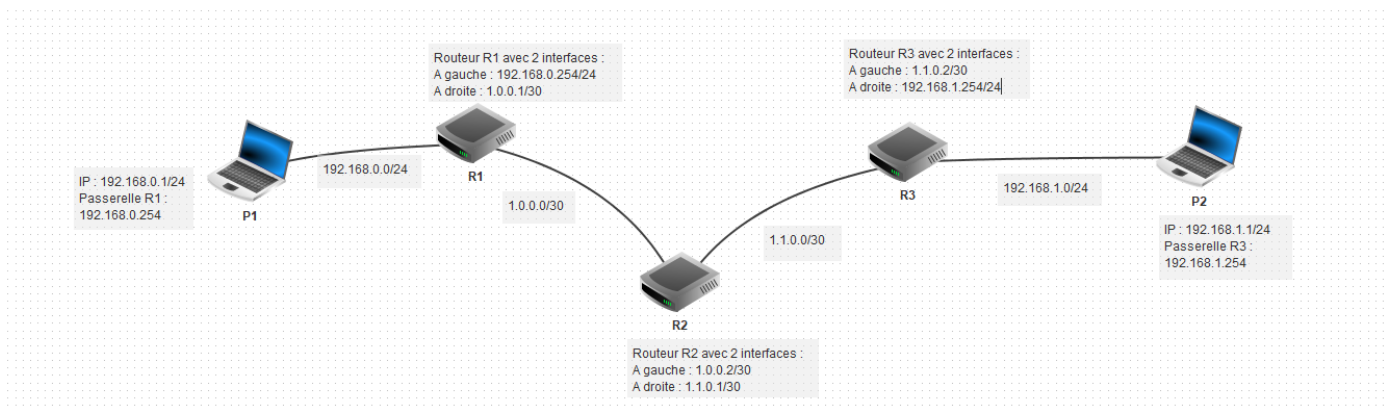 Routeur R1 avec 2 interfaces :
A gauche : 192.168.0.254/24
A droite : 1.0.0.1/30
Routeur R3 avec 2 interfaces :
A gauche : 1.1.0.2/30
A droite : 192.168.1.254/24
IP : 192.168.0.1/24
Passerelle R1 :
192.168.0.254
P1
192.168.0.0/24
R1
1.0.0.0/30
R2
1.1.0.0/30
R3
192.168.1.0/24
P2
IP : 192.168.1.1/24
Passerelle R3 :
192.168.1.254
Routeur R2 avec 2 interfaces :
A gauche : 1.0.0.2/30
A droite : 1.1.0.1/30